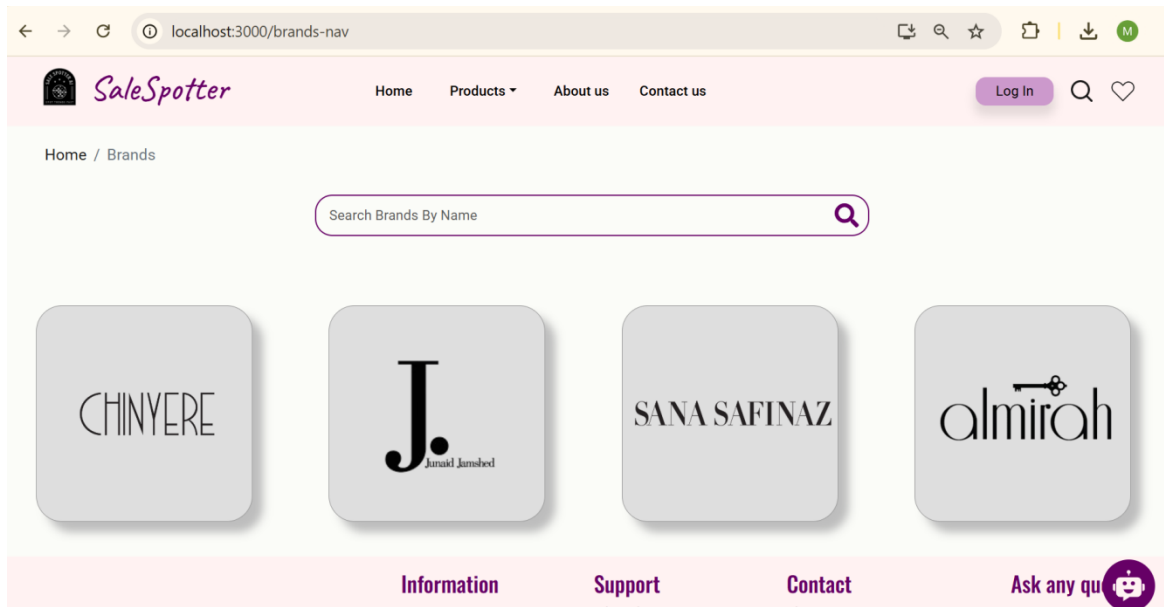 localhost:3000/brands-nav
M
SaleSpotter
Home Products About us Contact us
Log In
Home / Brands
Search Brands By Name
CHINYERE
J.
Junaid Jamshed
SANA SAFINAZ
almirah
Information Support Contact Ask any qu